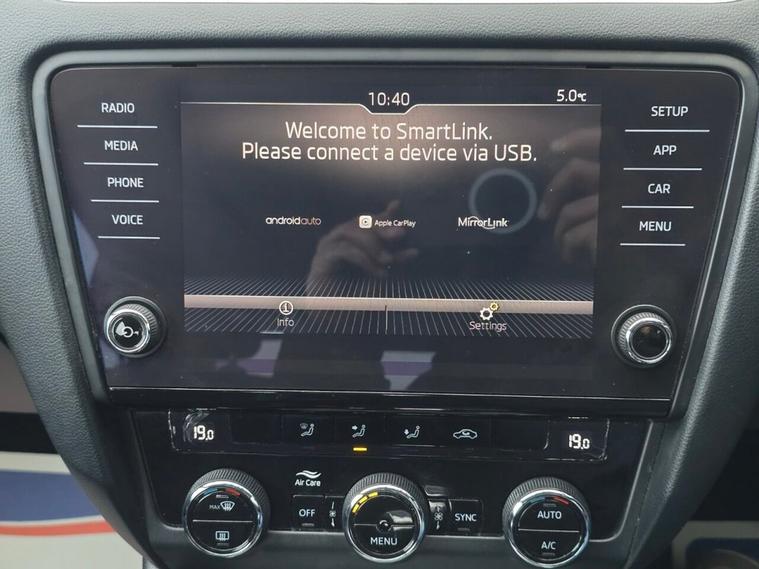 10:40
5.0°C
RADIO
MEDIA
PHONE
VOICE
Welcome to SmartLink.
Please connect a device via USB.
androidauto
Apple CarPlay
MirrorLink
Info
Settings
SETUP
APP
CAR
MENU
19.0
19.0
Air Care
MAX
OFF
MENU
SYNC
AUTO
A/C